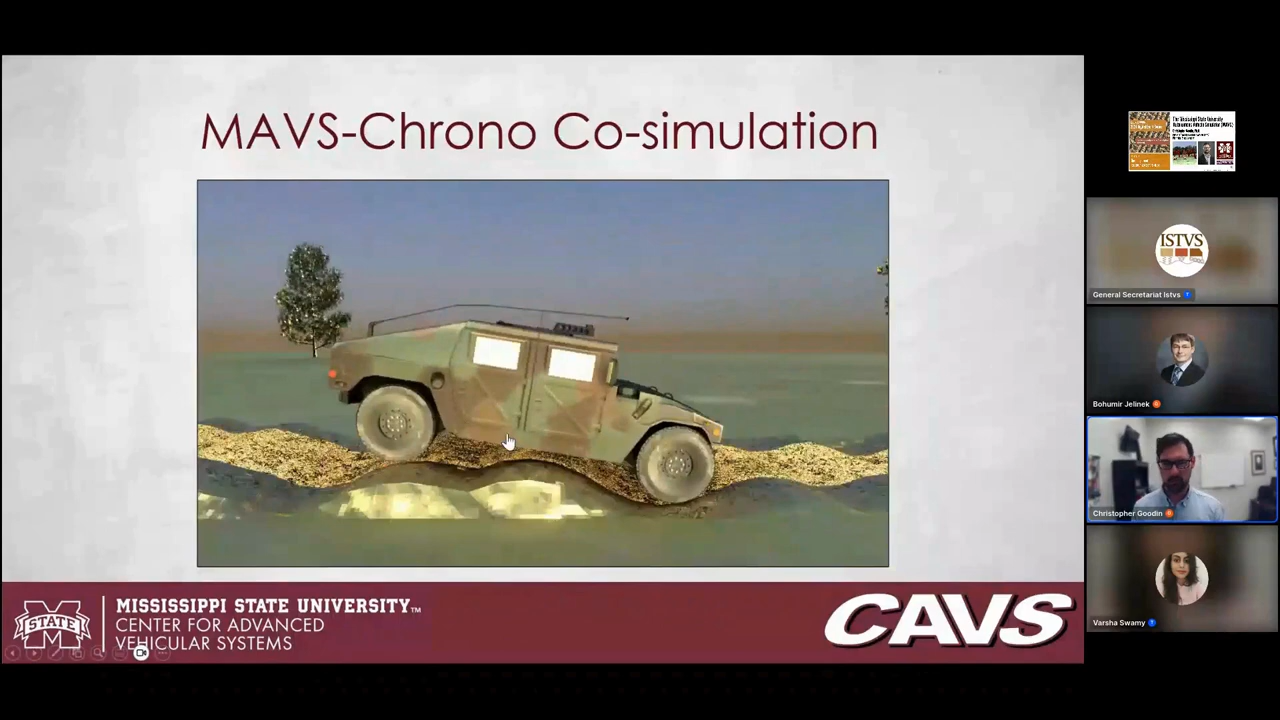 MAVS-Chrono Co-simulation
STATE
MISSISSIPPI STATE UNIVERSITY™
CENTER FOR ADVANCED
VEHICULAR SYSTEMS
CAVS
ISTVS
General Secretariat Istvs
Bohumir Jelinek
Christopher Goodin
Varsha Swamy